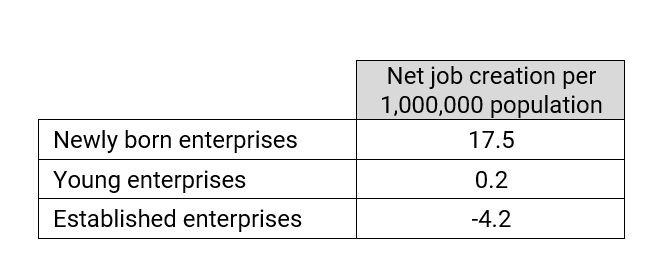 Net job creation per
1,000,000 population
Newly born enterprises 17.5
Young enterprises 0.2
Established enterprises -4.2